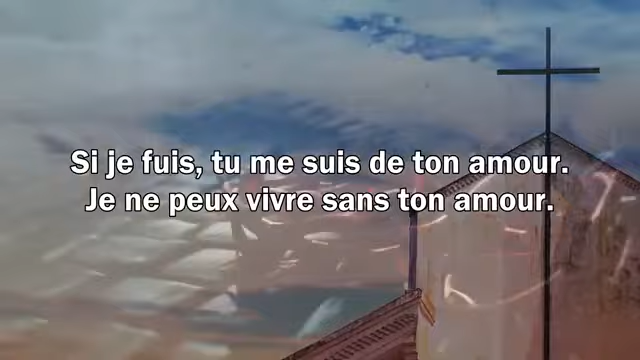 Si je fuis, tu me suis de ton amour.
Je ne peux vivre sans ton amour.